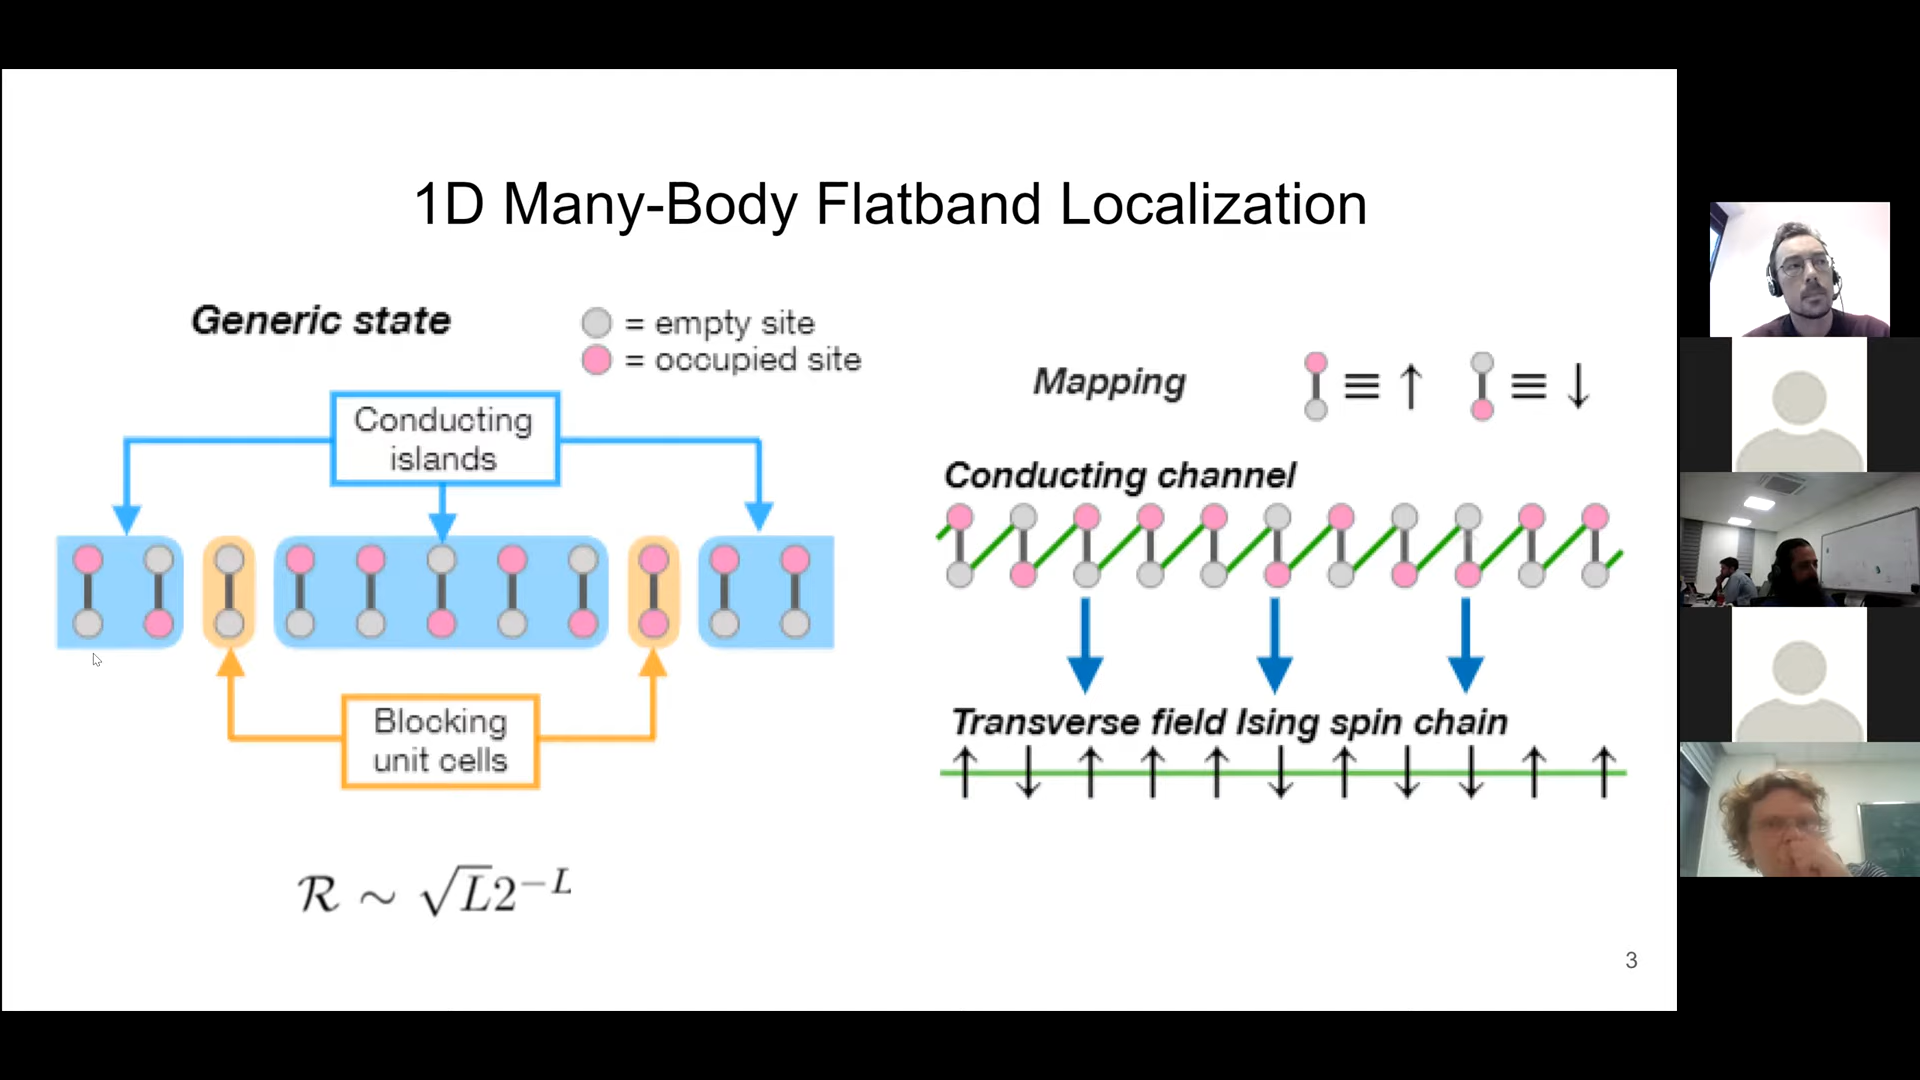 1D Many-Body Flatband Localization
Generic state
= empty site
= occupied site
Conducting
islands
Blocking
unit cells
ℛ ~ √L2^{-L}
Mapping
≡ ↑
≡ ↓
Conducting channel
Transverse field Ising spin chain
↑ ↓ ↑ ↑ ↑ ↓ ↑ ↓ ↓ ↑ ↑
3